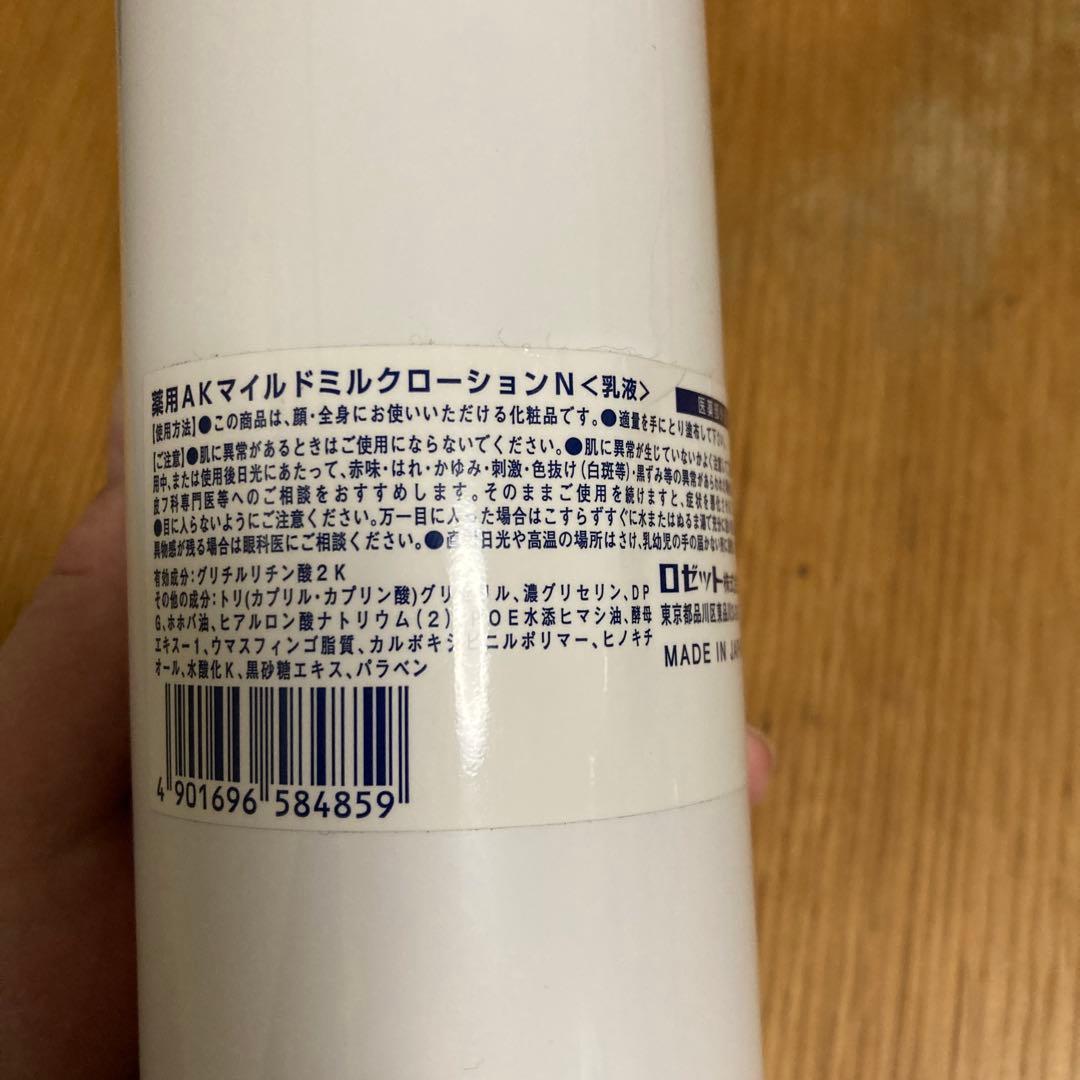 薬用AKマイルドミルクローションN<乳液>
【使用方法】●この商品は、顔・全身にお使いいただける化粧品です。●適量を手にとり塗布して下さい。
【ご注意】●肌に異常があるときはご使用にならないでください。●肌に異常が生じていないかよく注意して
用中、または使用後日光にあたって、赤味・はれ・かゆみ・刺激・色抜け(白斑等)・黒ずみ等の異常があらわれ
皮フ科専門医等へのご相談をおすすめします。そのままご使用を続けますと、症状を悪化させ
●目に入らないようにご注意ください。万一目に入った場合はこすらずすぐに水またはぬるま湯で充分に
異物感が残る場合は眼科医にご相談ください。●直射日光や高温の場所はさけ、乳幼児の手の届かない
有効成分:グリチルリチン酸2K
その他の成分:トリ(カプリル・カプリン酸)グリセリル、濃グリセリン、DP
G、ホホバ油、ヒアルロン酸ナトリウム(2)、POE水添ヒマシ油、酵母
エキス-1、ウマスフィンゴ脂質、カルボキシビニルポリマー、ヒノキチ
オール、水酸化K、黒砂糖エキス、パラベン
医薬部
ロゼット株式
東京都品川区東品川
MADE IN JAP
4 901696 584859